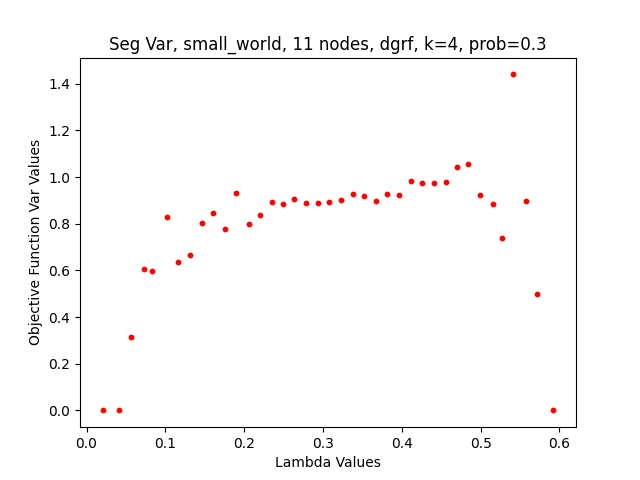 Seg Var, small_world, 11 nodes, dgrf, k=4, prob=0.3
1.4
1.2
1.0
0.8
0.6
0.4
0.2
0.0
Objective Function Var Values
0.0 0.1 0.2 0.3 0.4 0.5 0.6
Lambda Values